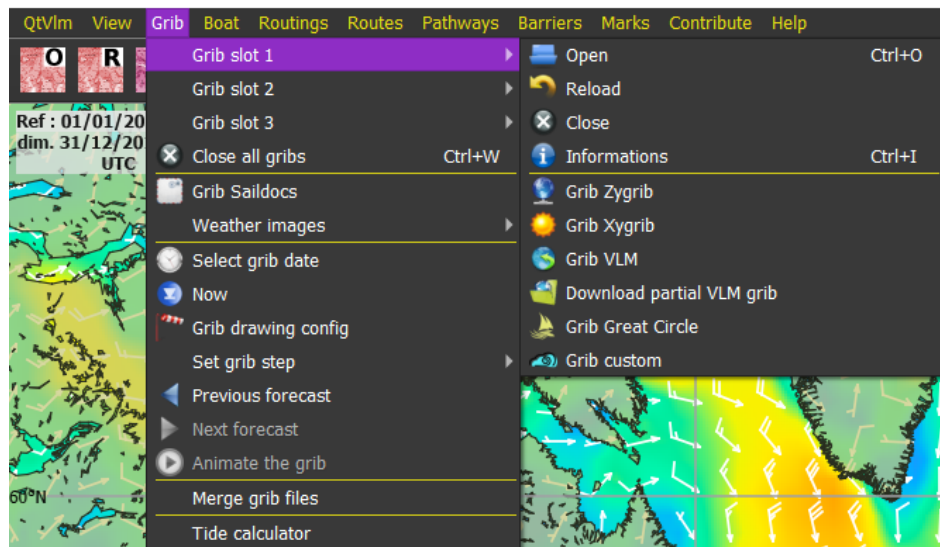 QtVlm View Grib Boat Routings Routes Pathways Barriers Marks Contribute Help
O R
Ref : 01/01/20
dim. 31/12/20
UTC
Grib slot 1
Grib slot 2
Grib slot 3
Close all gribs Ctrl+W
Grib Saildocs
Weather images
Select grib date
Now
Grib drawing config
Set grib step
Previous forecast
Next forecast
Animate the grib
Merge grib files
Tide calculator
Open Ctrl+O
Reload
Close
Informations Ctrl+I
Grib Zygrib
Grib Xygrib
Grib VLM
Download partial VLM grib
Grib Great Circle
Grib custom
60°N